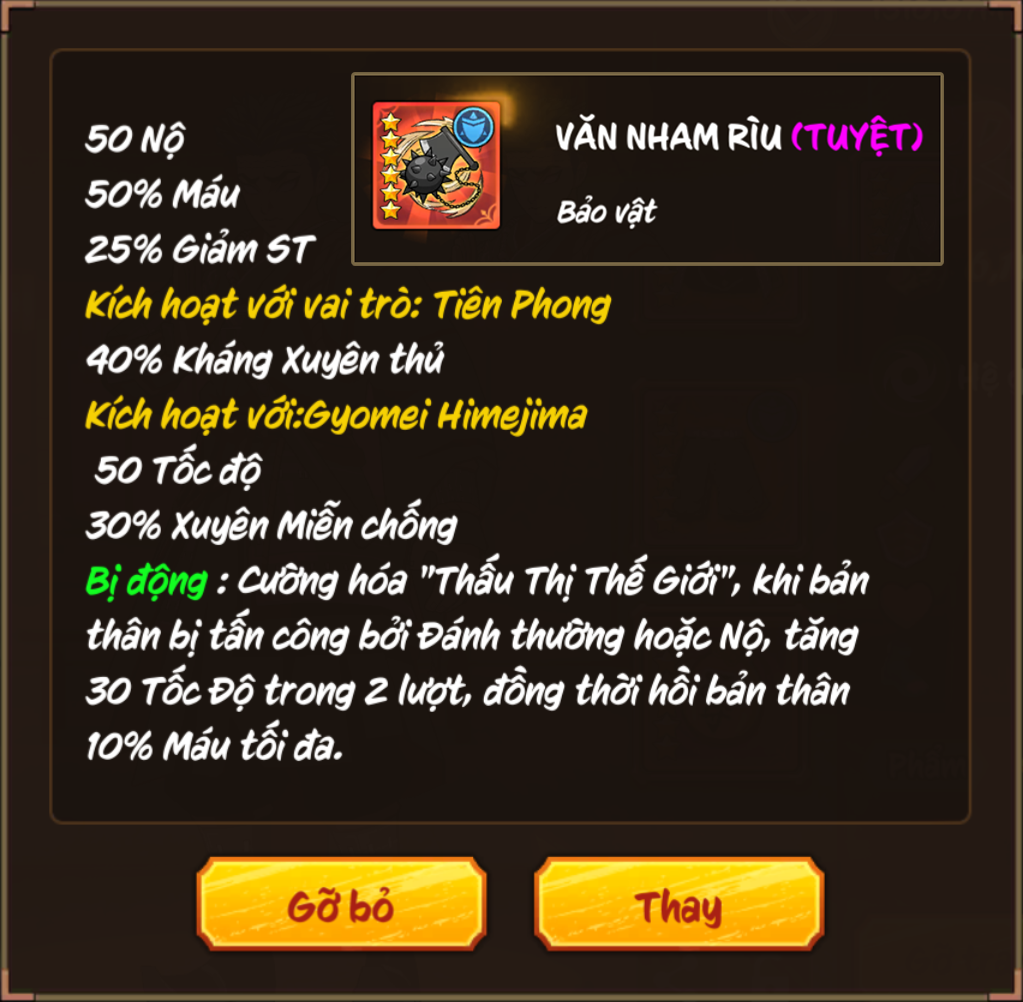 VĂN NHAM RÌU (TUYỆT)
Bảo vật
50 Nộ
50% Máu
25% Giảm ST
Kích hoạt với vai trò: Tiên Phong
40% Kháng Xuyên thủ
Kích hoạt với:Gyomei Himejima
50 Tốc độ
30% Xuyên Miễn chống
Bị động : Cường hóa "Thấu Thị Thế Giới", khi bản
thân bị tấn công bởi Đánh thường hoặc Nộ, tăng
30 Tốc Độ trong 2 lượt, đồng thời hồi bản thân
10% Máu tối đa.
Gỡ bỏ
Thay